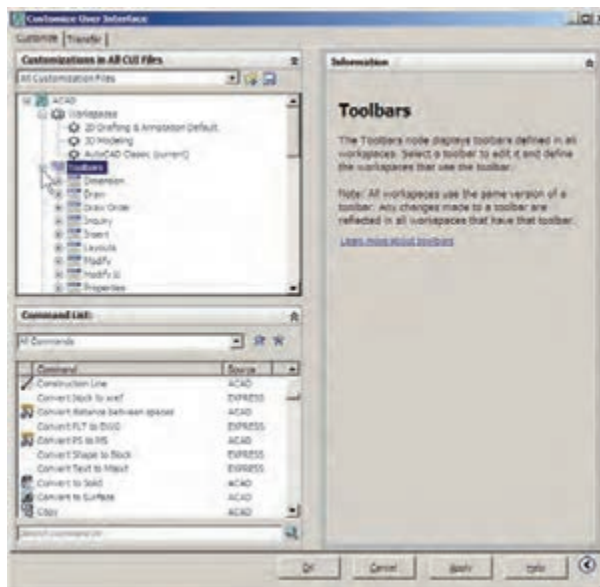 Customize User Interface
Customize Transfer
Customizations in All CUI Files
All Customization Files
ACAD
Workspaces
2D Drafting & Annotation Default
3D Modeling
AutoCAD Classic (current)
Toolbars
Dimension
Draw
Draw Order
Inquiry
Insert
Layouts
Modify
Modify II
Properties
Command List:
All Commands
Command Source
Construction Line ACAD
Convert block to xref EXPRESS
Convert distance between spaces ACAD
Convert PLT to DWG EXPRESS
Convert PS to MS ACAD
Convert Shape to Block EXPRESS
Convert Text to Mtext EXPRESS
Convert to Solid ACAD
Convert to Surface ACAD
Copy ACAD
Search command list
Information
Toolbars
The Toolbars node displays toolbars defined in all
workspaces. Select a toolbar to edit it and define
the workspaces that use the toolbar.
Note: All workspaces use the same version of a
toolbar. Any changes made to a toolbar are
reflected in all workspaces that have that toolbar.
Learn more about toolbars
OK Cancel Apply Help